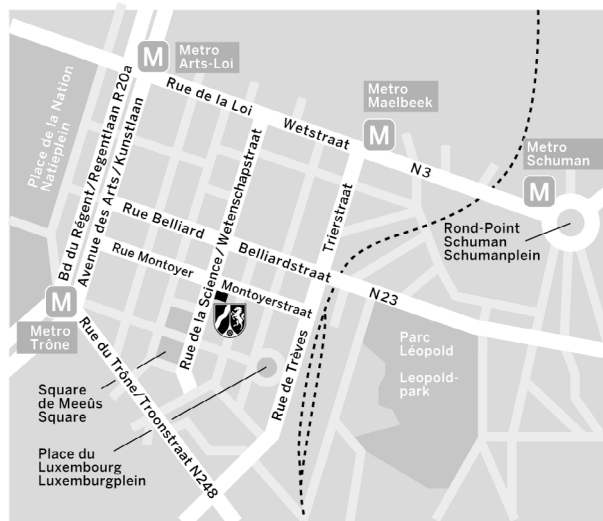 M
Metro
Arts-Loi
Rue de la Loi
Wetstraat
M
Metro
Maelbeek
N3
Metro
Schuman
M
Rond-Point
Schuman
Schumanplein
Place de la Nation
Natieplein
Bd du Régent/Regentlaan R20a
Avenue des Arts/Kunstlaan
Rue de la Science/Wetenschapstraat
Trierstraat
Rue de Trèves
Rue Belliard
Belliardstraat
N23
Rue Montoyer
Montoyerstraat
M
Metro
Trône
Rue du Trône/Troonstraat N248
Parc
Léopold
Leopold-
park
Square
de Meeûs
Square
Place du
Luxembourg
Luxemburgplein